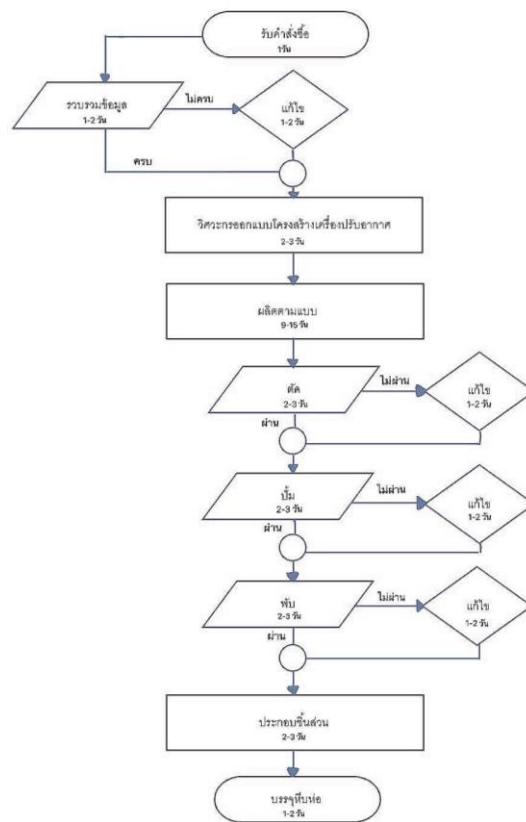 รับคำสั่งซื้อ
1วัน
รวบรวมข้อมูล
1-2 วัน
ไม่ครบ
แก้ไข
1-2 วัน
ครบ
วิศวะกรออกแบบโครงสร้างเครื่องปรับอากาศ
2-3 วัน
ผลิตตามแบบ
9-15 วัน
ตัด
2-3 วัน
ไม่ผ่าน
แก้ไข
1-2 วัน
ผ่าน
ปั้ม
2-3 วัน
ไม่ผ่าน
แก้ไข
1-2 วัน
ผ่าน
พับ
2-3 วัน
ไม่ผ่าน
แก้ไข
1-2 วัน
ผ่าน
ประกอบชิ้นส่วน
2-3 วัน
บรรจุหีบห่อ
1-2 วัน